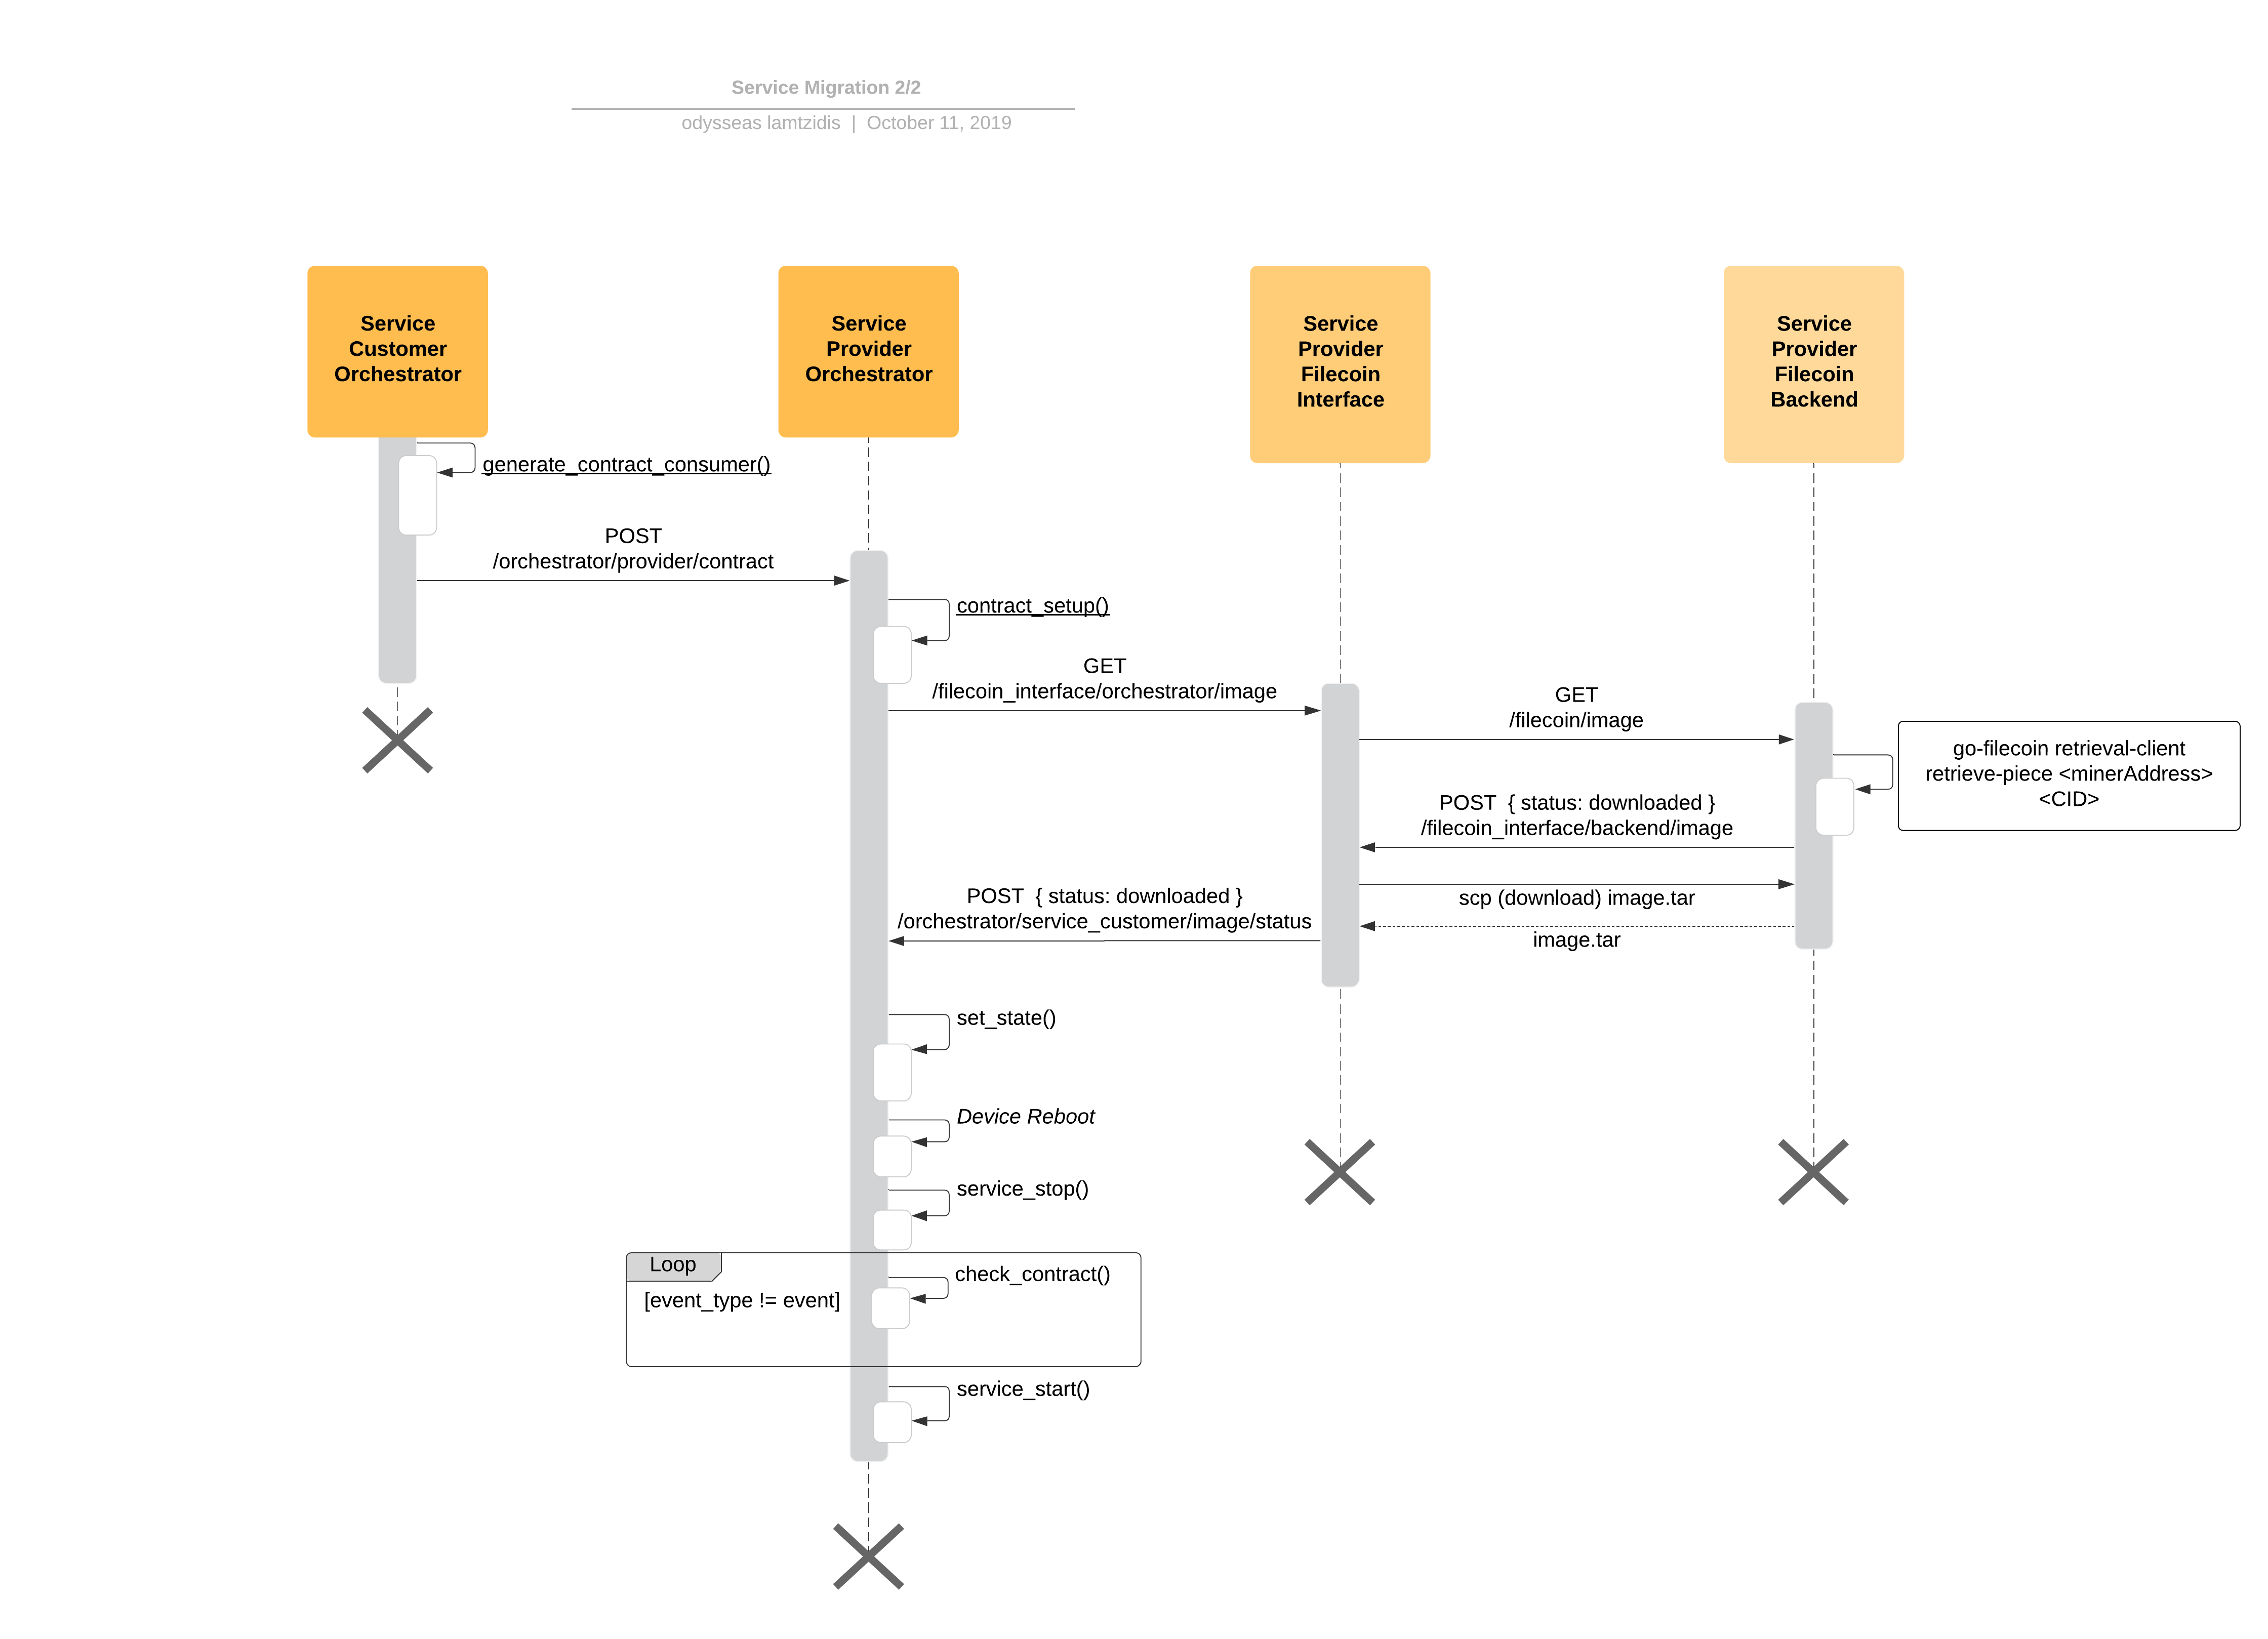 Service Migration 2/2
odysseas lamtzidis | October 11, 2019
Service
Customer
Orchestrator
Service
Provider
Orchestrator
Service
Provider
Filecoin
Interface
Service
Provider
Filecoin
Backend
generate_contract_consumer()
POST
/orchestrator/provider/contract
contract_setup()
GET
/filecoin_interface/orchestrator/image
GET
/filecoin/image
go-filecoin retrieval-client
retrieve-piece <minerAddress>
<CID>
POST { status: downloaded }
/filecoin_interface/backend/image
scp (download) image.tar
image.tar
POST { status: downloaded }
/orchestrator/service_customer/image/status
set_state()
Device Reboot
service_stop()
Loop
check_contract()
[event_type != event]
service_start()